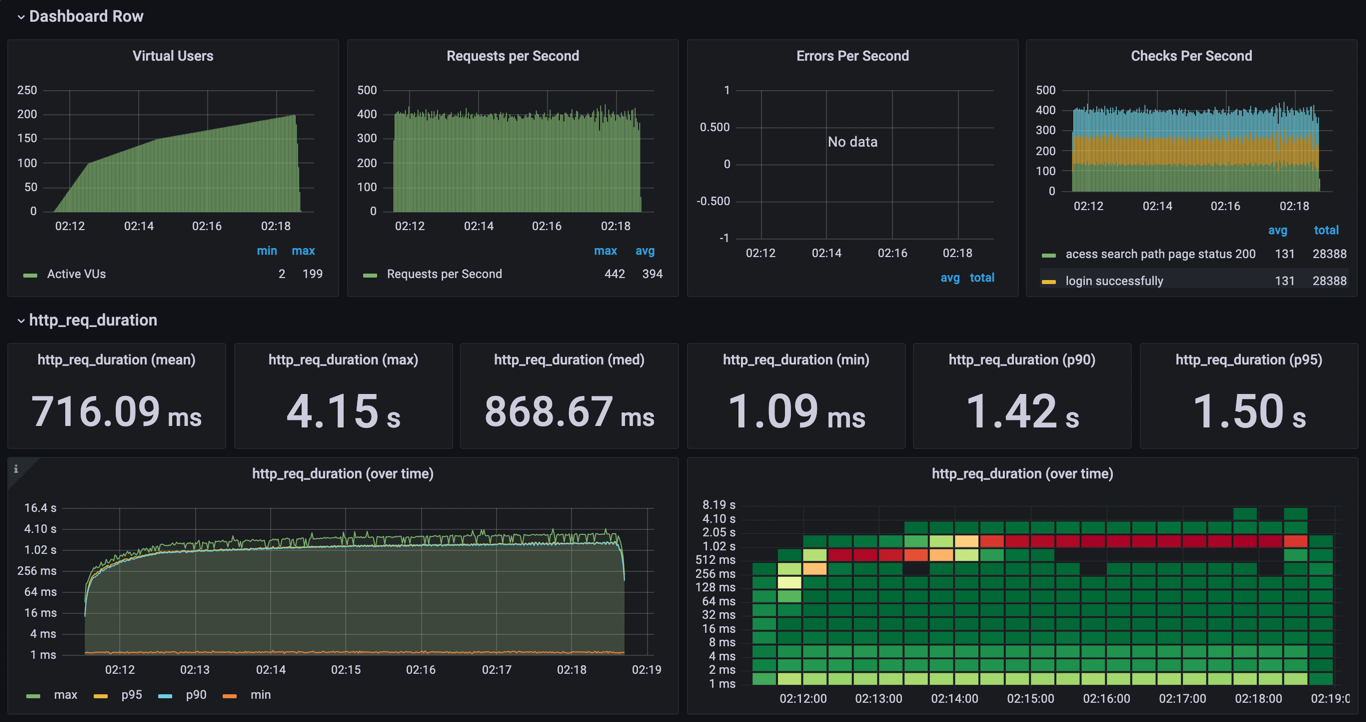 Dashboard Row
Virtual Users
250
200
150
100
50
0
02:12 02:14 02:16 02:18
min max
Active VUs 2 199
Requests per Second
500
400
300
200
100
0
02:12 02:14 02:16 02:18
max avg
Requests per Second 442 394
Errors Per Second
1
0.500
0
-0.500
-1
No data
02:12 02:14 02:16 02:18
avg total
Checks Per Second
500
400
300
200
100
0
02:12 02:14 02:16 02:18
avg total
acess search path page status 200 131 28388
login successfully 131 28388
http_req_duration
http_req_duration (mean)
716.09 ms
http_req_duration (max)
4.15 s
http_req_duration (med)
868.67 ms
http_req_duration (min)
1.09 ms
http_req_duration (p90)
1.42 s
http_req_duration (p95)
1.50 s
i
http_req_duration (over time)
16.4 s
4.10 s
1.02 s
256 ms
64 ms
16 ms
4 ms
1 ms
02:12 02:13 02:14 02:15 02:16 02:17 02:18 02:19
max p95 p90 min
http_req_duration (over time)
8.19 s
4.10 s
2.05 s
1.02 s
512 ms
256 ms
128 ms
64 ms
32 ms
16 ms
8 ms
4 ms
2 ms
1 ms
02:12:00 02:13:00 02:14:00 02:15:00 02:16:00 02:17:00 02:18:00 02:19:0